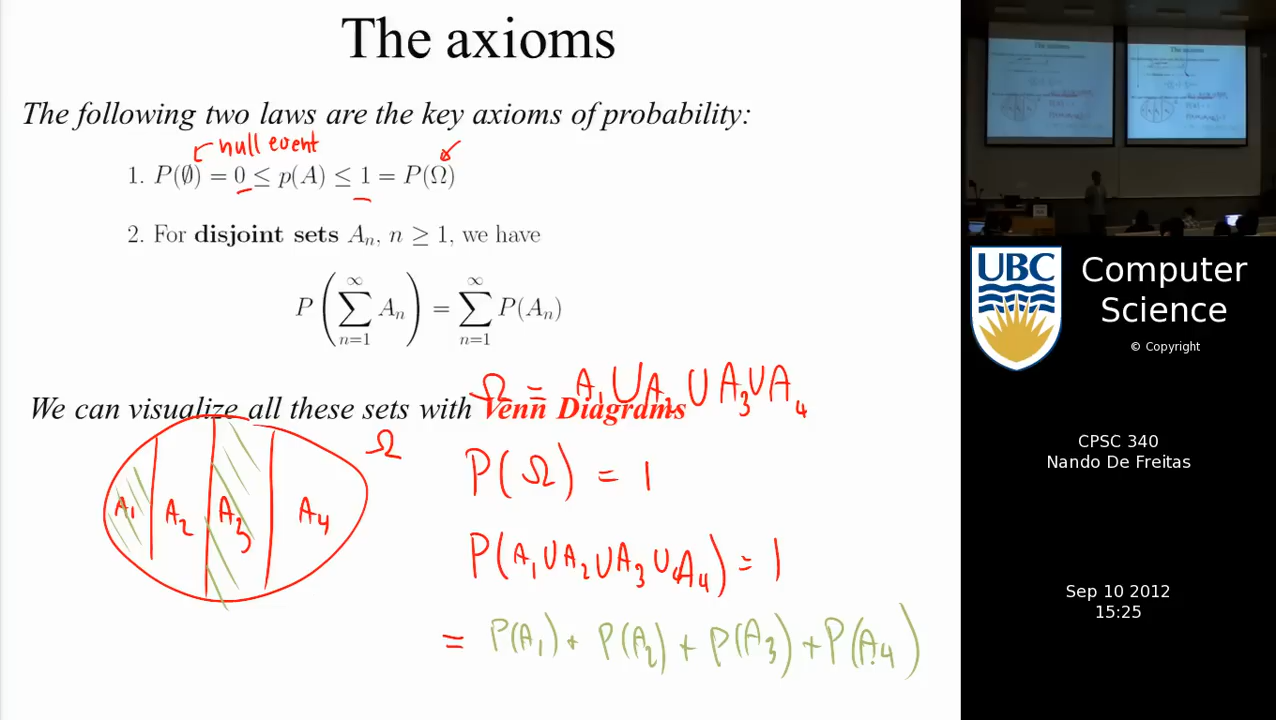 The axioms
The following two laws are the key axioms of probability:
null event
1. P(∅) = 0 ≤ p(A) ≤ 1 = P(Ω)
2. For disjoint sets Aₙ, n ≥ 1, we have
P(∑_{n=1}^{∞} Aₙ) = ∑_{n=1}^{∞} P(Aₙ)
Ω = A₁ ∪ A₂ ∪ A₃ ∪ A₄
We can visualize all these sets with Venn Diagrams
Ω
A₁ A₂ A₃ A₄
P(Ω) = 1
P(A₁ ∪ A₂ ∪ A₃ ∪ A₄) = 1
= P(A₁) + P(A₂) + P(A₃) + P(A₄)
UBC
Computer
Science
© Copyright
CPSC 340
Nando De Freitas
Sep 10 2012
15:25